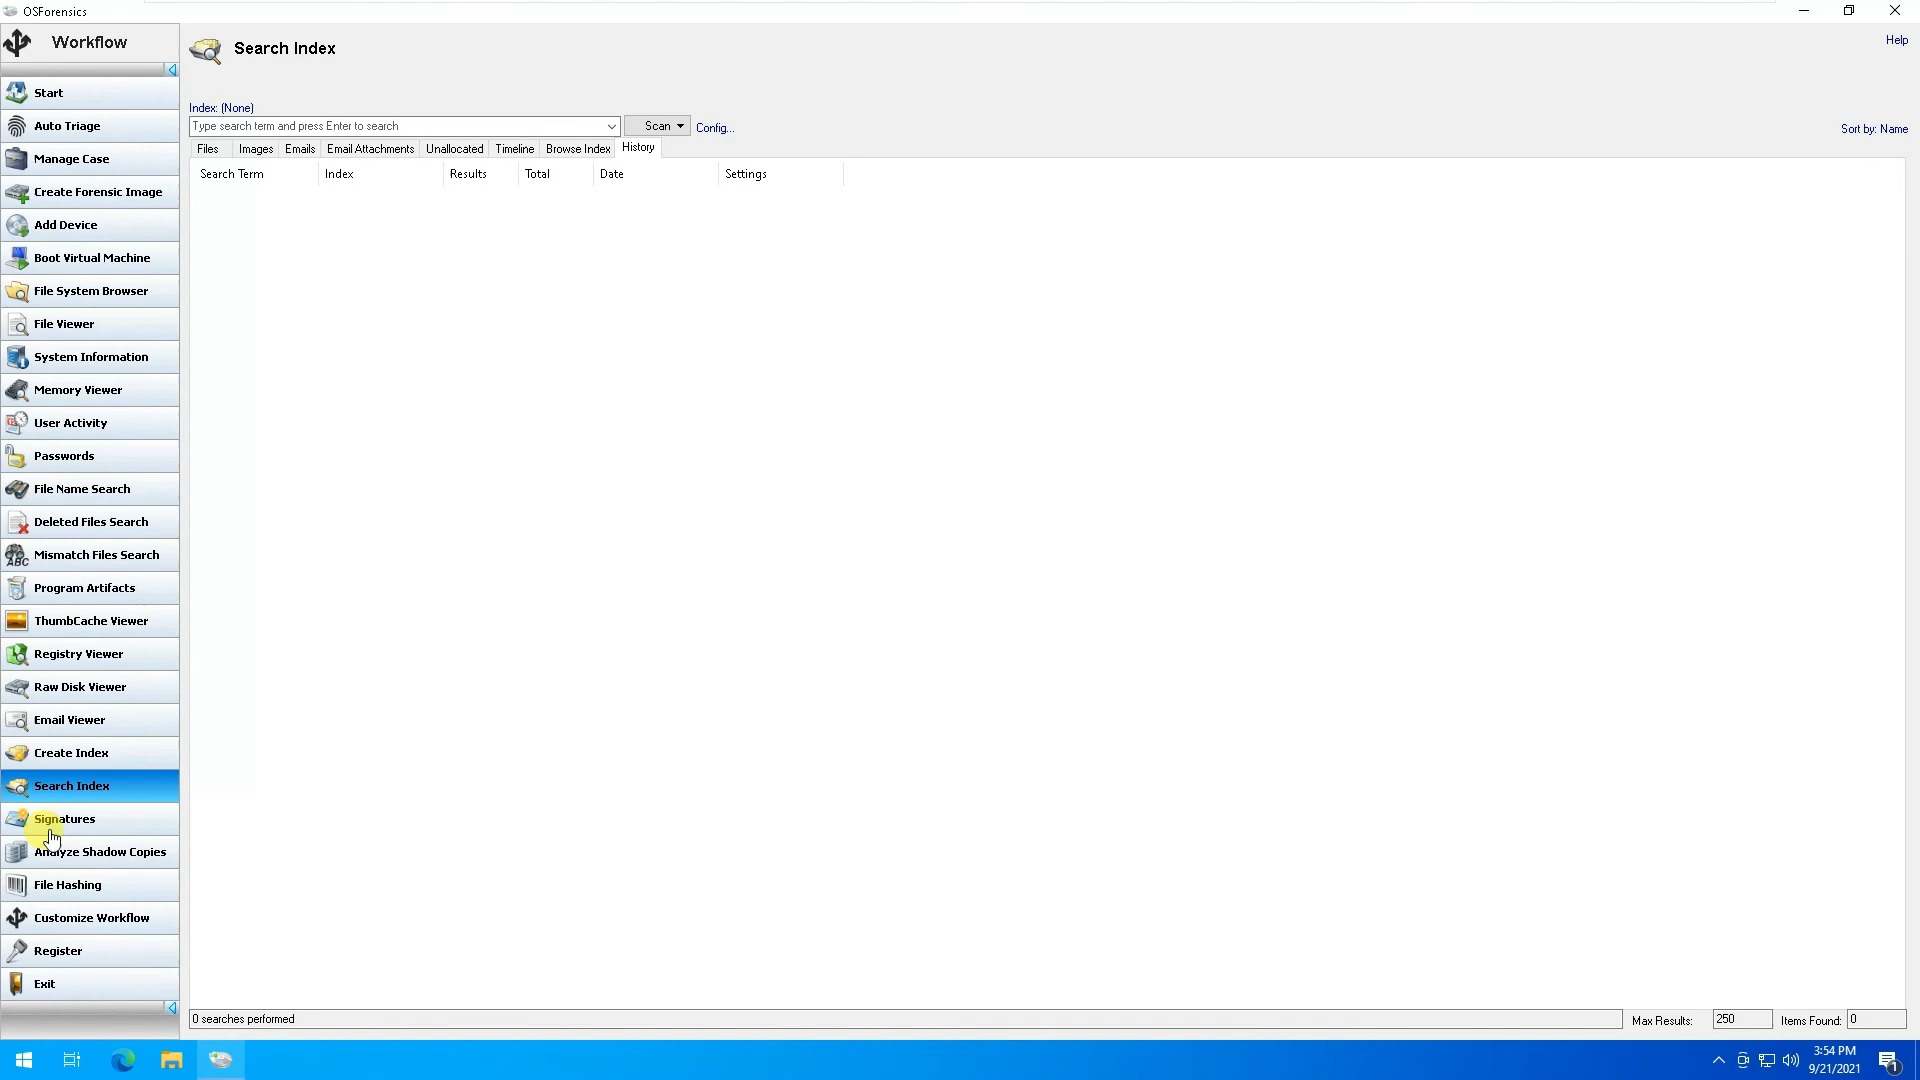 OSForensics
Workflow
Search Index
Help
Index: (None)
Type search term and press Enter to search
Scan
Config...
Sort by: Name
Files
Images
Emails
Email Attachments
Unallocated
Timeline
Browse Index
History
Search Term
Index
Results
Total
Date
Settings
Start
Auto Triage
Manage Case
Create Forensic Image
Add Device
Boot Virtual Machine
File System Browser
File Viewer
System Information
Memory Viewer
User Activity
Passwords
File Name Search
Deleted Files Search
Mismatch Files Search
Program Artifacts
ThumbCache Viewer
Registry Viewer
Raw Disk Viewer
Email Viewer
Create Index
Search Index
Signatures
Analyze Shadow Copies
File Hashing
Customize Workflow
Register
Exit
0 searches performed
Max Results: 250
Items Found: 0
3:54 PM
9/21/2021
1